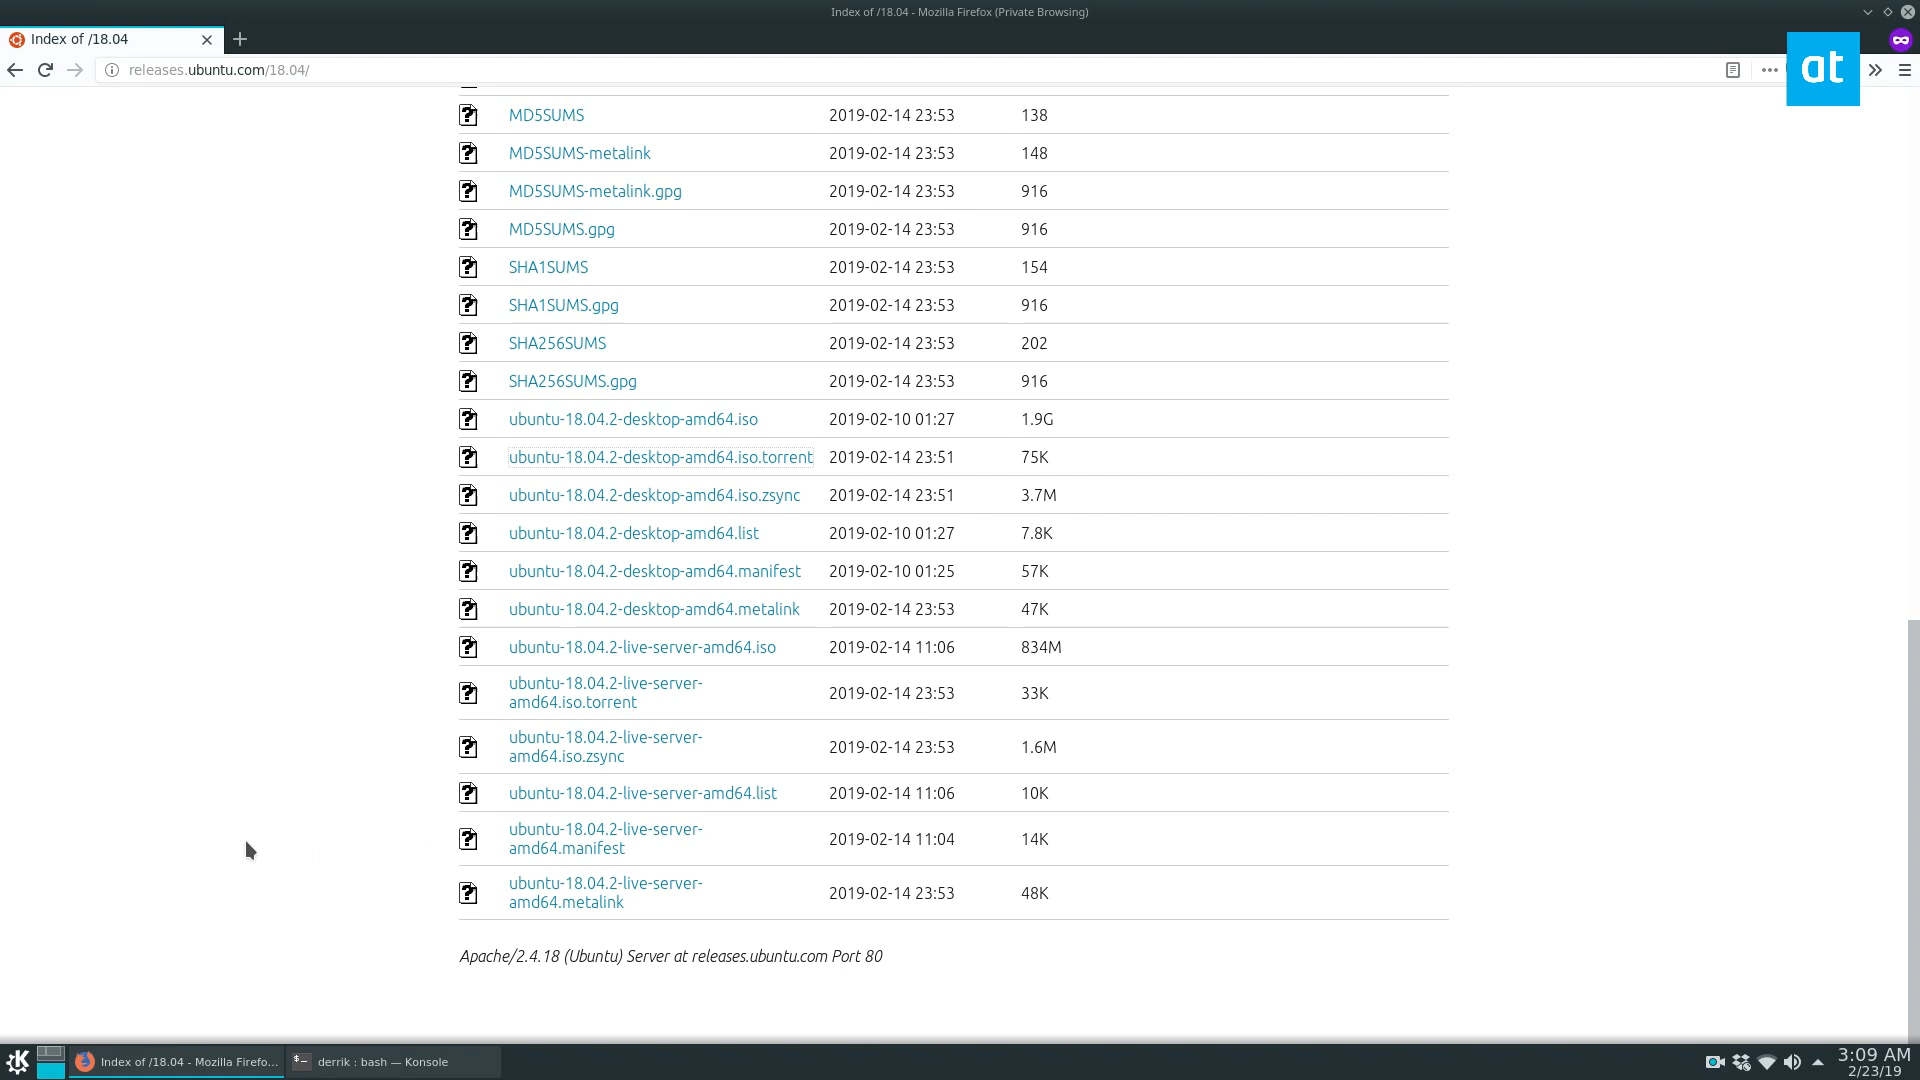 Index of /18.04 - Mozilla Firefox (Private Browsing)
Index of /18.04
releases.ubuntu.com/18.04/
at
MD5SUMS 2019-02-14 23:53 138
MD5SUMS-metalink 2019-02-14 23:53 148
MD5SUMS-metalink.gpg 2019-02-14 23:53 916
MD5SUMS.gpg 2019-02-14 23:53 916
SHA1SUMS 2019-02-14 23:53 154
SHA1SUMS.gpg 2019-02-14 23:53 916
SHA256SUMS 2019-02-14 23:53 202
SHA256SUMS.gpg 2019-02-14 23:53 916
ubuntu-18.04.2-desktop-amd64.iso 2019-02-10 01:27 1.9G
ubuntu-18.04.2-desktop-amd64.iso.torrent 2019-02-14 23:51 75K
ubuntu-18.04.2-desktop-amd64.iso.zsync 2019-02-14 23:51 3.7M
ubuntu-18.04.2-desktop-amd64.list 2019-02-10 01:27 7.8K
ubuntu-18.04.2-desktop-amd64.manifest 2019-02-10 01:25 57K
ubuntu-18.04.2-desktop-amd64.metalink 2019-02-14 23:53 47K
ubuntu-18.04.2-live-server-amd64.iso 2019-02-14 11:06 834M
ubuntu-18.04.2-live-server-
amd64.iso.torrent 2019-02-14 23:53 33K
ubuntu-18.04.2-live-server-
amd64.iso.zsync 2019-02-14 23:53 1.6M
ubuntu-18.04.2-live-server-amd64.list 2019-02-14 11:06 10K
ubuntu-18.04.2-live-server-
amd64.manifest 2019-02-14 11:04 14K
ubuntu-18.04.2-live-server-
amd64.metalink 2019-02-14 23:53 48K
Apache/2.4.18 (Ubuntu) Server at releases.ubuntu.com Port 80
Index of /18.04 - Mozilla Firefo...
derrik : bash — Konsole
3:09 AM
2/23/19